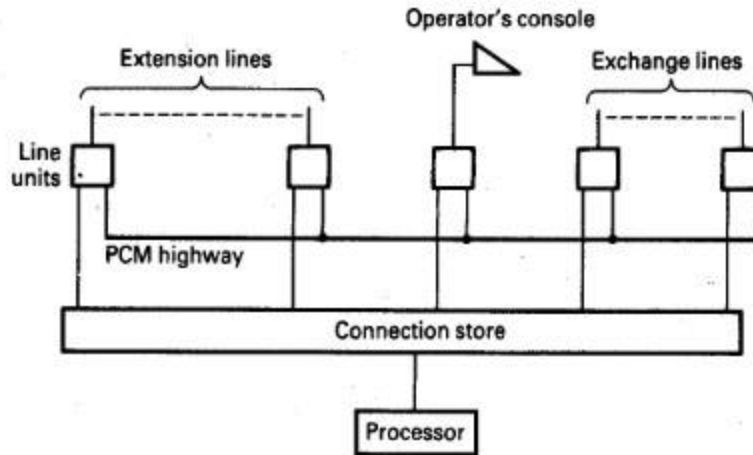 Operator's console
Extension lines
Exchange lines
Line
units
PCM highway
Connection store
Processor